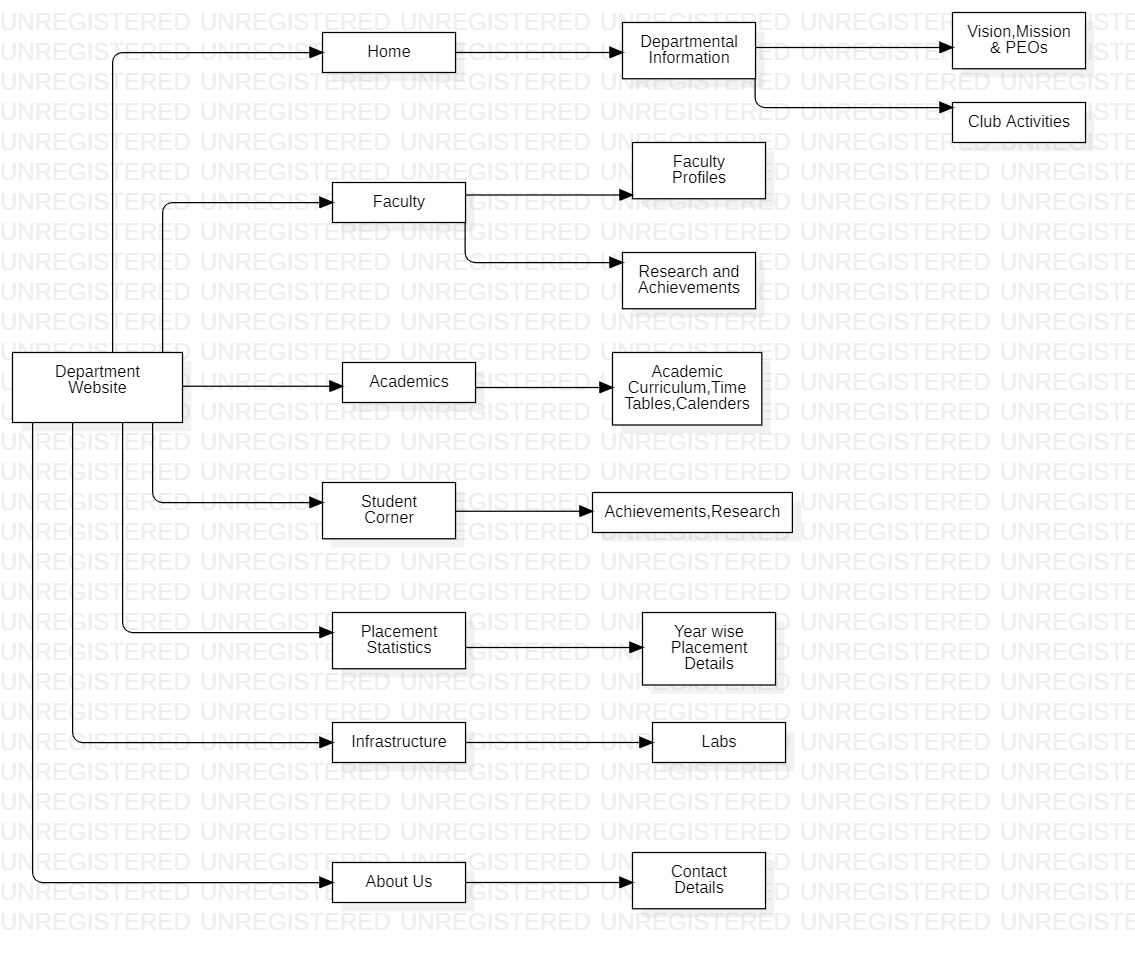 Home
Departmental
Information
Vision,Mission
& PEOs
Club Activities
Faculty
Faculty
Profiles
Research and
Achievements
Department
Website
Academics
Academic
Curriculum,Time
Tables,Calenders
Student
Corner
Achievements,Research
Placement
Statistics
Year wise
Placement
Details
Infrastructure
Labs
About Us
Contact
Details
UNREGISTERED